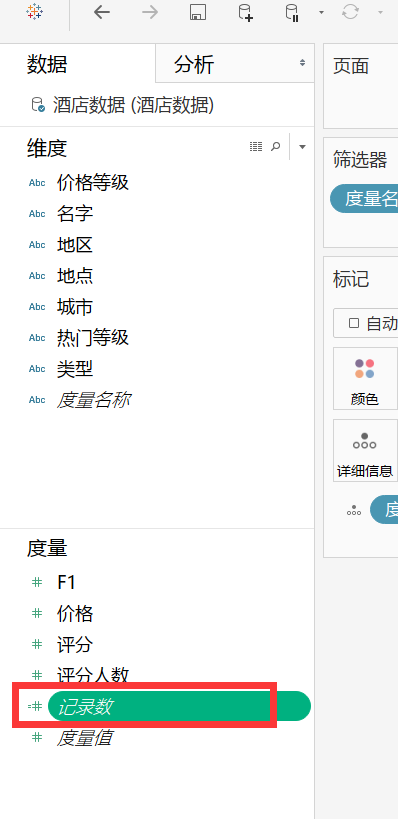 数据
分析
酒店数据 (酒店数据)
维度
Abc 价格等级
Abc 名字
Abc 地区
Abc 地点
Abc 城市
Abc 热门等级
Abc 类型
Abc 度量名称
度量
F1
价格
评分
评分人数
记录数
度量值
页面
筛选器
度量名
标记
自动
颜色
详细信息